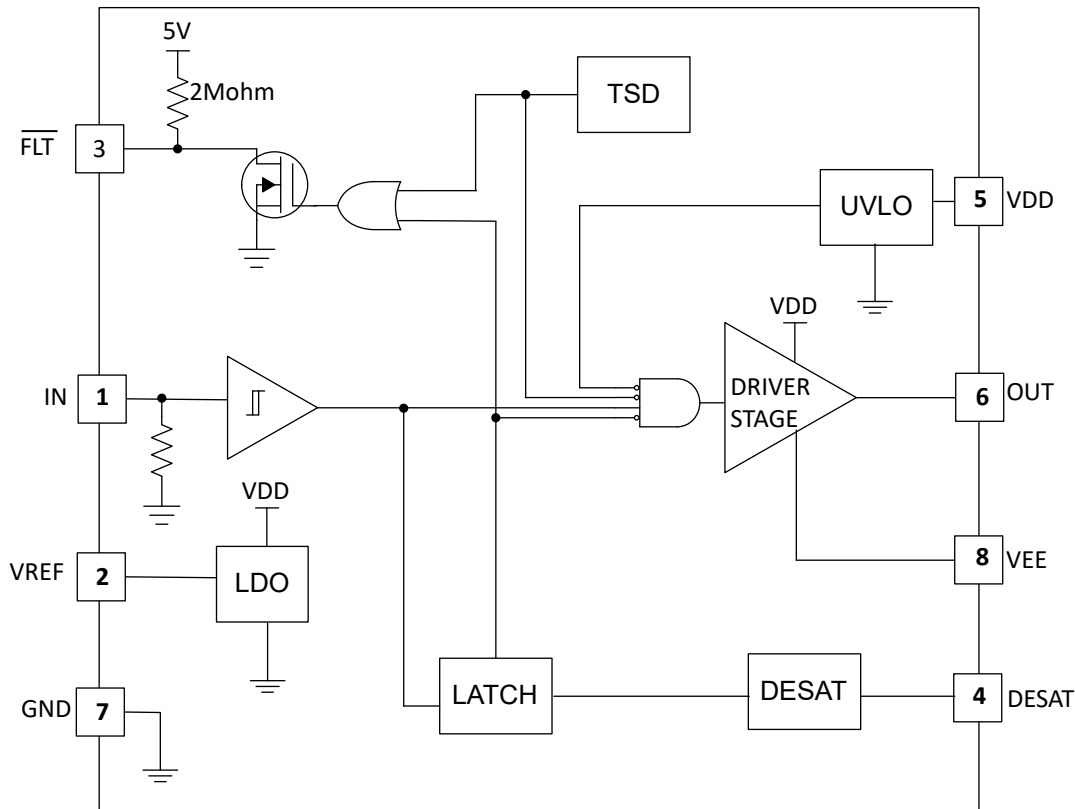 5V
2Mohm
TSD
FLT
3
UVLO
5
VDD
VDD
IN
1
DRIVER
STAGE
6
OUT
VDD
VREF
2
LDO
8
VEE
GND
7
LATCH
DESAT
4
DESAT